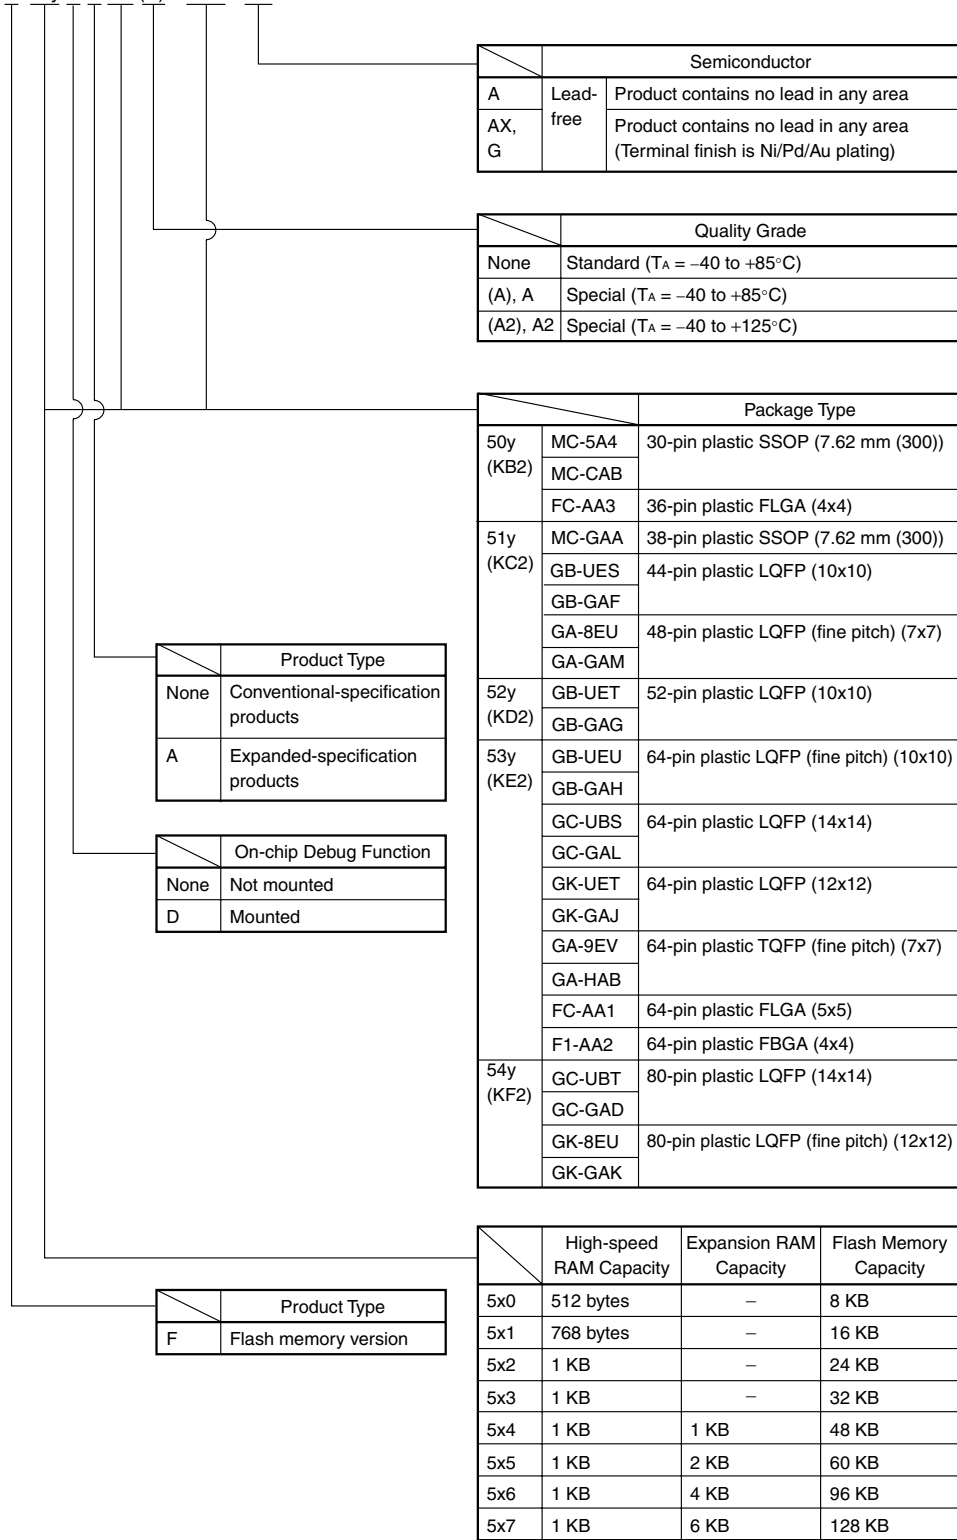 Semiconductor
A Lead-free Product contains no lead in any area
AX, G Product contains no lead in any area
(Terminal finish is Ni/Pd/Au plating)
Quality Grade
None Standard (TA = −40 to +85°C)
(A), A Special (TA = −40 to +85°C)
(A2), A2 Special (TA = −40 to +125°C)
Package Type
50y (KB2) MC-5A4 30-pin plastic SSOP (7.62 mm (300))
MC-CAB
FC-AA3 36-pin plastic FLGA (4x4)
51y (KC2) MC-GAA 38-pin plastic SSOP (7.62 mm (300))
GB-UES 44-pin plastic LQFP (10x10)
GB-GAF
GA-8EU 48-pin plastic LQFP (fine pitch) (7x7)
GA-GAM
52y (KD2) GB-UET 52-pin plastic LQFP (10x10)
GB-GAG
53y (KE2) GB-UEU 64-pin plastic LQFP (fine pitch) (10x10)
GB-GAH
GC-UBS 64-pin plastic LQFP (14x14)
GC-GAL
GK-UET 64-pin plastic LQFP (12x12)
GK-GAJ
GA-9EV 64-pin plastic TQFP (fine pitch) (7x7)
GA-HAB
FC-AA1 64-pin plastic FLGA (5x5)
F1-AA2 64-pin plastic FBGA (4x4)
54y (KF2) GC-UBT 80-pin plastic LQFP (14x14)
GC-GAD
GK-8EU 80-pin plastic LQFP (fine pitch) (12x12)
GK-GAK
Product Type
None Conventional-specification
products
A Expanded-specification
products
On-chip Debug Function
None Not mounted
D Mounted
High-speed RAM Capacity Expansion RAM Capacity Flash Memory Capacity
5x0 512 bytes – 8 KB
5x1 768 bytes – 16 KB
5x2 1 KB – 24 KB
5x3 1 KB – 32 KB
5x4 1 KB 1 KB 48 KB
5x5 1 KB 2 KB 60 KB
5x6 1 KB 4 KB 96 KB
5x7 1 KB 6 KB 128 KB
Product Type
F Flash memory version